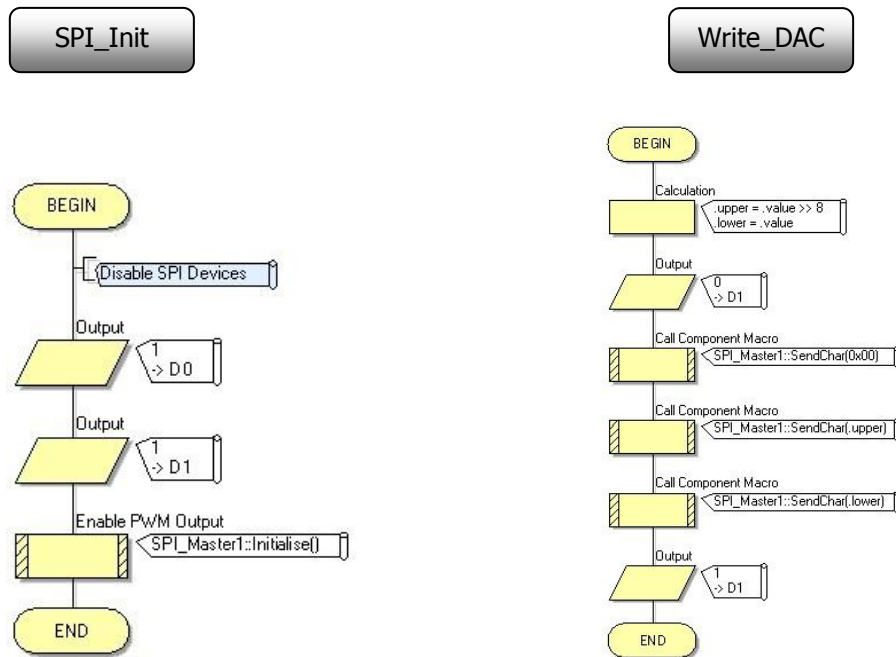 SPI_Init
BEGIN
Disable SPI Devices
Output
1
-> D0
Output
1
-> D1
Enable PWM Output
SPI_Master1::Initialise()
END
Write_DAC
BEGIN
Calculation
.upper = .value >> 8
.lower = .value
Output
0
-> D1
Call Component Macro
SPI_Master1::SendChar(0x00)
Call Component Macro
SPI_Master1::SendChar(.upper)
Call Component Macro
SPI_Master1::SendChar(.lower)
Output
1
-> D1
END